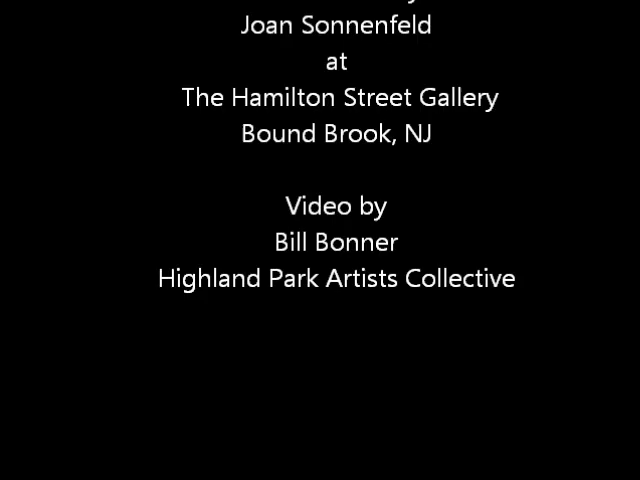 Joan Sonnenfeld
at
The Hamilton Street Gallery
Bound Brook, NJ
Video by
Bill Bonner
Highland Park Artists Collective